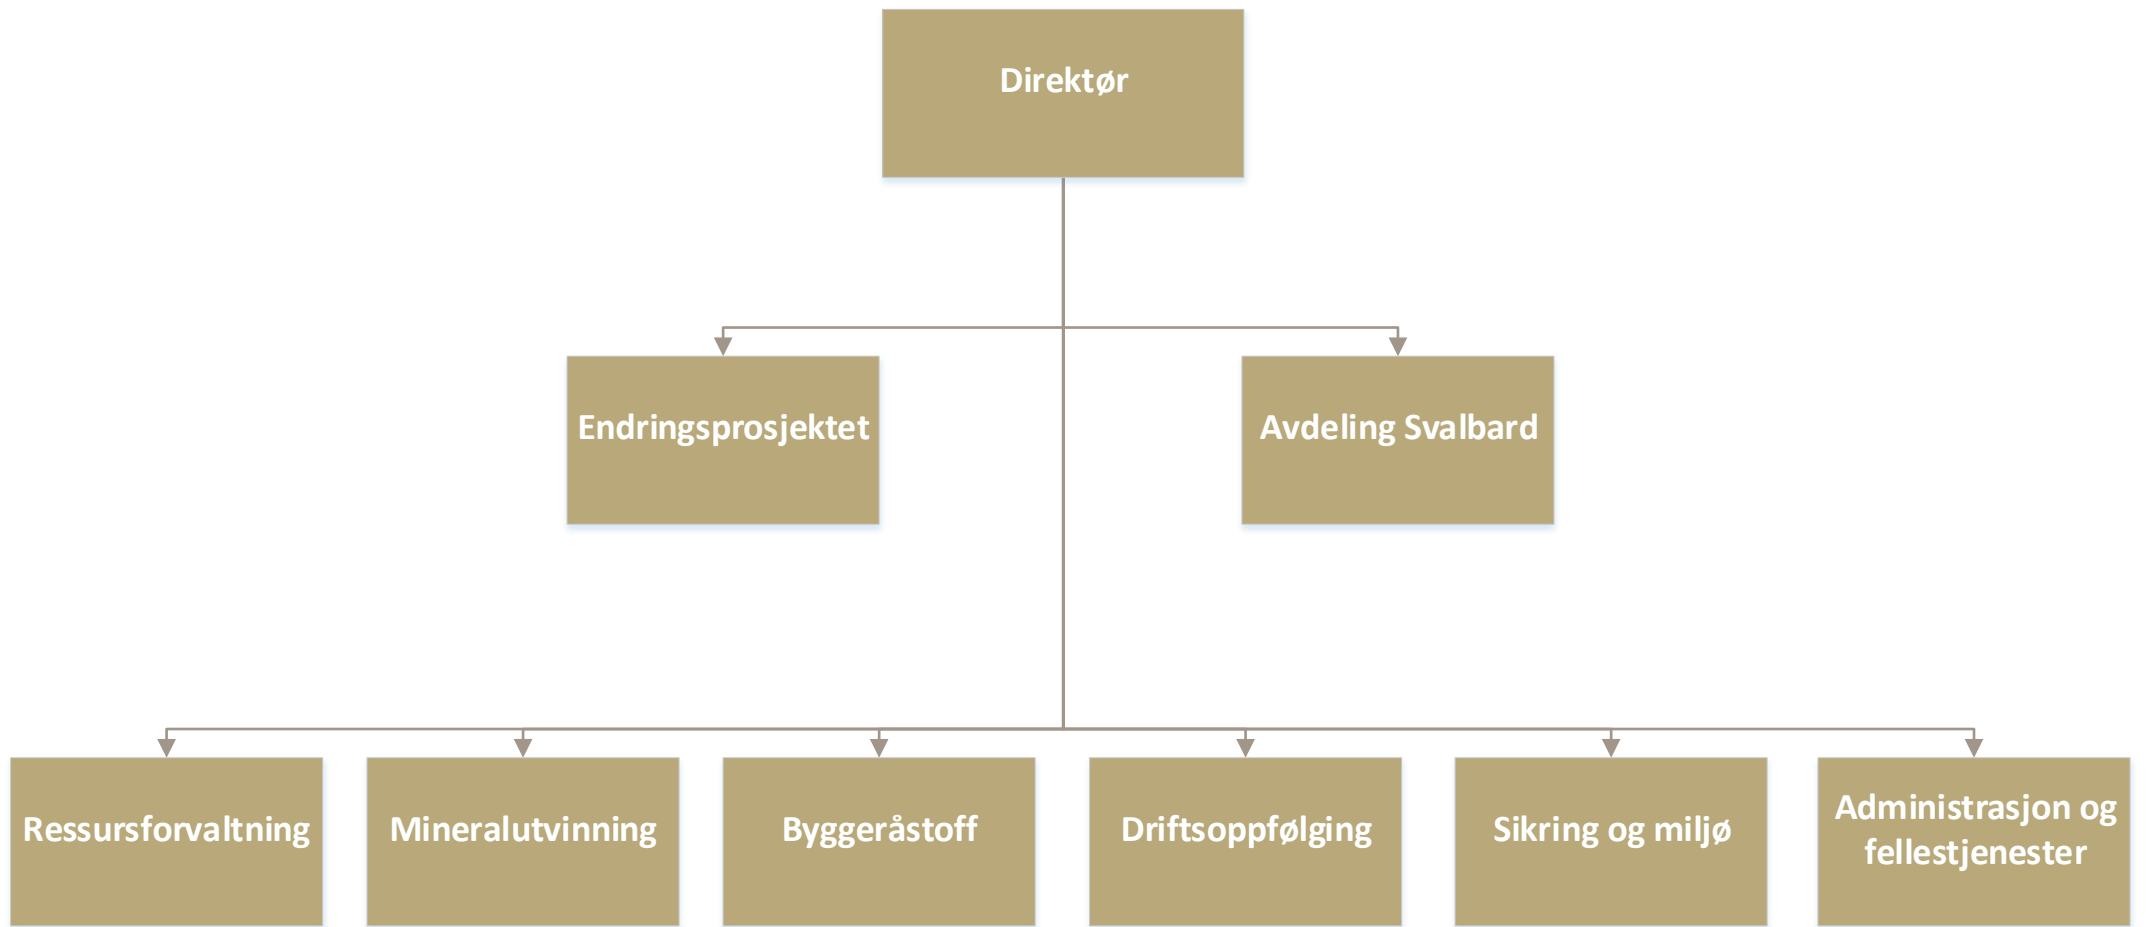 Direktør
Endringsprosjektet
Avdeling Svalbard
Ressursforvaltning
Mineralutvinning
Byggeråstoff
Driftsoppfølging
Sikring og miljø
Administrasjon og
fellestjenester